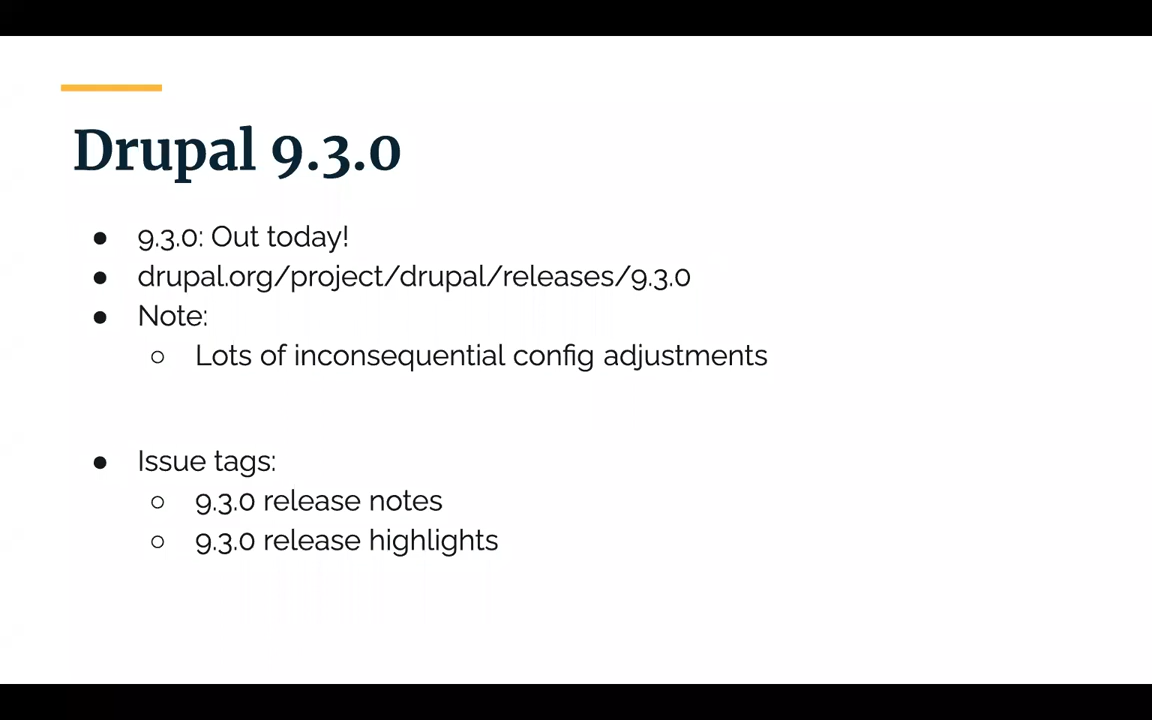 Drupal 9.3.0
● 9.3.0: Out today!
● drupal.org/project/drupal/releases/9.3.0
● Note:
○ Lots of inconsequential config adjustments
● Issue tags:
○ 9.3.0 release notes
○ 9.3.0 release highlights